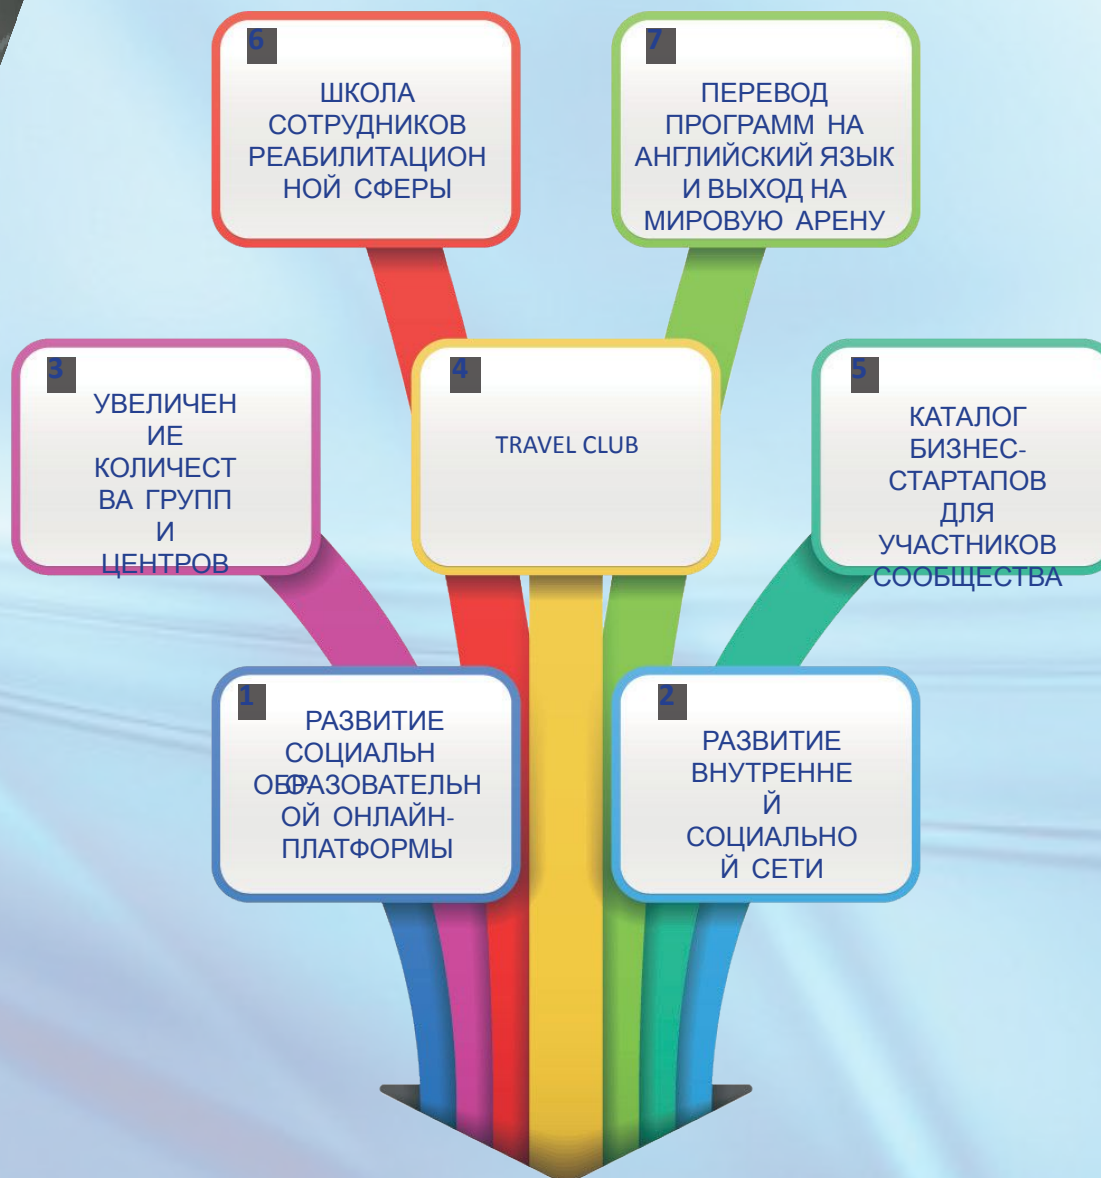 6
ШКОЛА
СОТРУДНИКОВ
РЕАБИЛИТАЦИОН
НОЙ СФЕРЫ
7
ПЕРЕВОД
ПРОГРАММ НА
АНГЛИЙСКИЙ ЯЗЫК
И ВЫХОД НА
МИРОВУЮ АРЕНУ
3
УВЕЛИЧЕН
ИЕ
КОЛИЧЕСТ
ВА ГРУПП
И
ЦЕНТРОВ
4
TRAVEL CLUB
5
КАТАЛОГ
БИЗНЕС-
СТАРТАПОВ
ДЛЯ
УЧАСТНИКОВ
СООБЩЕСТВА
1
РАЗВИТИЕ
СОЦИАЛЬН
О-
ОБРАЗОВАТЕЛЬН
ОЙ ОНЛАЙН-
ПЛАТФОРМЫ
2
РАЗВИТИЕ
ВНУТРЕННЕ
Й
СОЦИАЛЬНО
Й СЕТИ